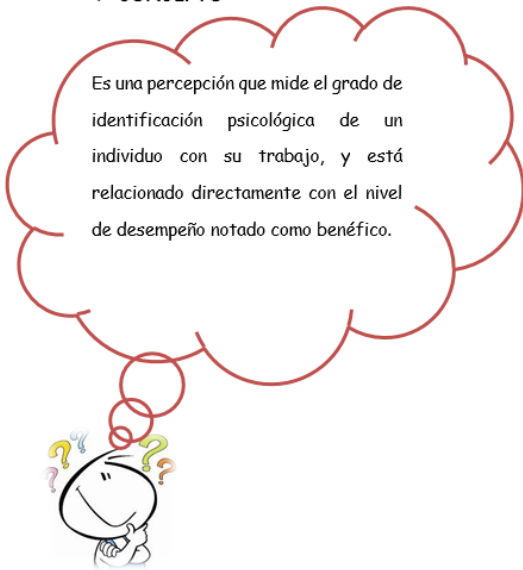 Es una percepción que mide el grado de
identificación psicológica de un
individuo con su trabajo, y está
relacionado directamente con el nivel
de desempeño notado como benéfico.